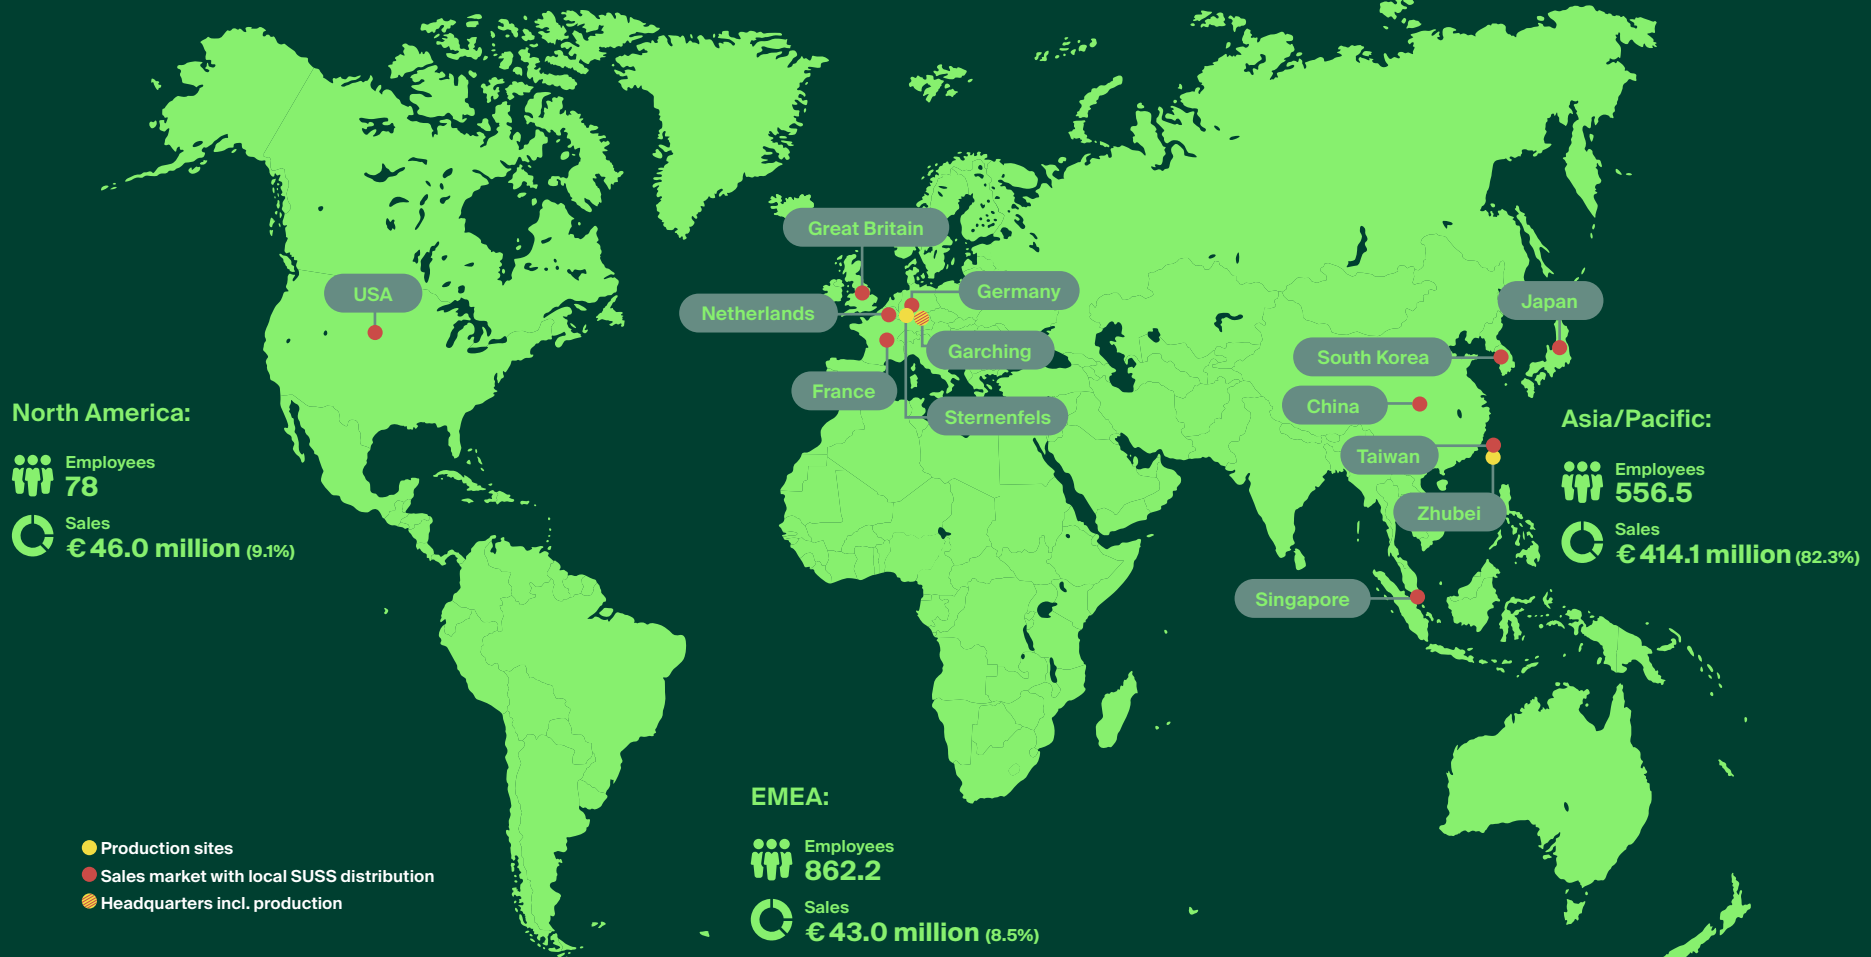 Great Britain
USA
Germany
Netherlands
Japan
Garching
South Korea
France
China
Sternenfels
Taiwan
Zhubei
Singapore
North America:
Employees
78
Sales
€ 46.0 million (9.1%)
Asia/Pacific:
Employees
556.5
Sales
€ 414.1 million (82.3%)
EMEA:
Employees
862.2
Sales
€ 43.0 million (8.5%)
Production sites
Sales market with local SUSS distribution
Headquarters incl. production